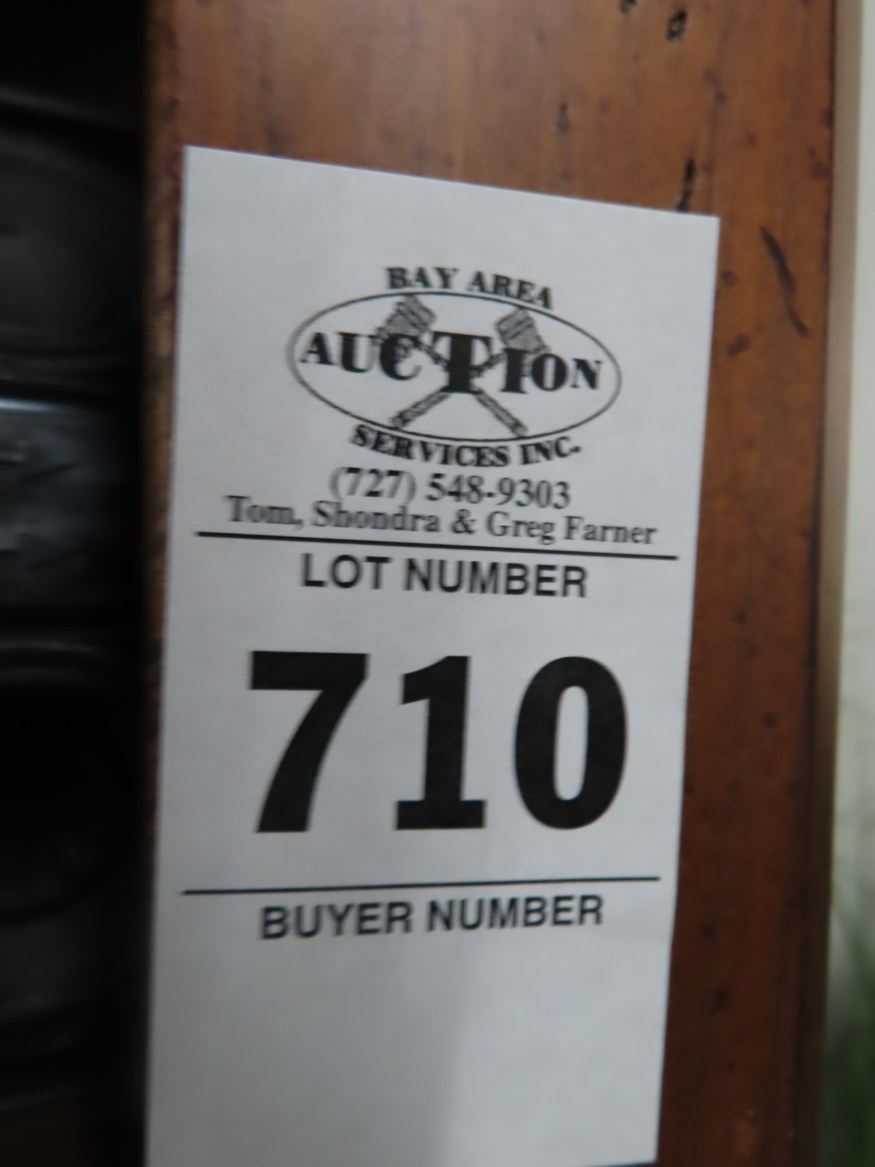 BAY AREA
AUCTION
SERVICES INC.
(727) 548-9303
Tom, Shondra & Greg Farner
LOT NUMBER
710
BUYER NUMBER